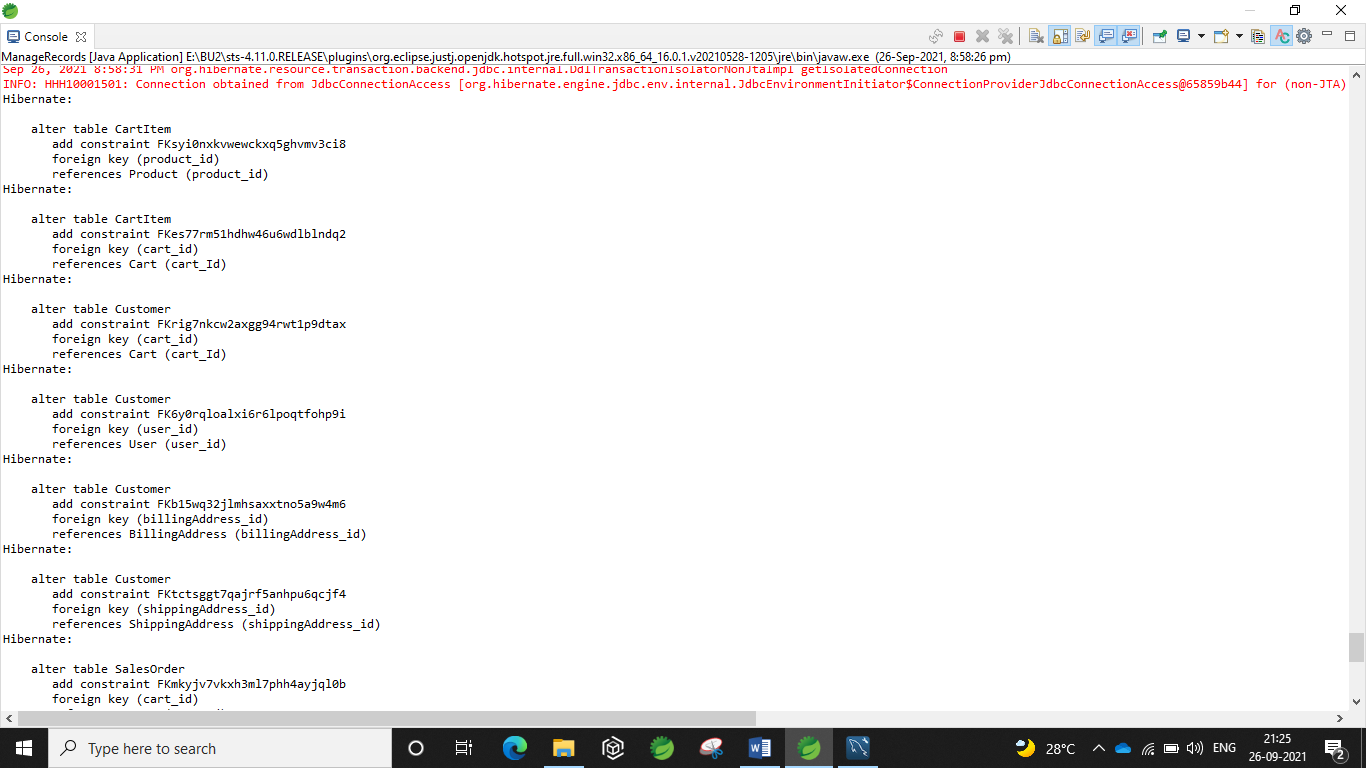 Console
ManageRecords [Java Application] E:\BU2\sts-4.11.0.RELEASE\plugins\org.eclipse.justj.openjdk.hotspot.jre.full.win32.x86_64_16.0.1.v20210528-1205\jre\bin\javaw.exe (26-Sep-2021, 8:58:26 pm)
Sep 26, 2021 8:58:31 PM org.hibernate.resource.transaction.backend.jdbc.internal.DdlTransactionIsolatorNonJtaImpl getIsolatedConnection
INFO: HHH10001501: Connection obtained from JdbcConnectionAccess [org.hibernate.engine.jdbc.env.internal.JdbcEnvironmentInitiator$ConnectionProviderJdbcConnectionAccess@65859b44] for (non-JTA)
Hibernate:
alter table CartItem
add constraint FKsyi0nxkvwewckxq5ghvmv3ci8
foreign key (product_id)
references Product (product_id)
Hibernate:
alter table CartItem
add constraint FKes77rm51hdhw46u6wdlblndq2
foreign key (cart_id)
references Cart (cart_Id)
Hibernate:
alter table Customer
add constraint FKrig7nkcw2axgg94rwt1p9dtax
foreign key (cart_id)
references Cart (cart_Id)
Hibernate:
alter table Customer
add constraint FK6y0rqloalxi6r6lpoqtfohp9i
foreign key (user_id)
references User (user_id)
Hibernate:
alter table Customer
add constraint FKb15wq32jlmhsaxxtno5a9w4m6
foreign key (billingAddress_id)
references BillingAddress (billingAddress_id)
Hibernate:
alter table Customer
add constraint FKtctsggt7qajrf5anhpu6qcjf4
foreign key (shippingAddress_id)
references ShippingAddress (shippingAddress_id)
Hibernate:
alter table SalesOrder
add constraint FKmkyjv7vkxh3ml7phh4ayjql0b
foreign key (cart_id)
Type here to search
28°C
ENG
21:25
26-09-2021
2